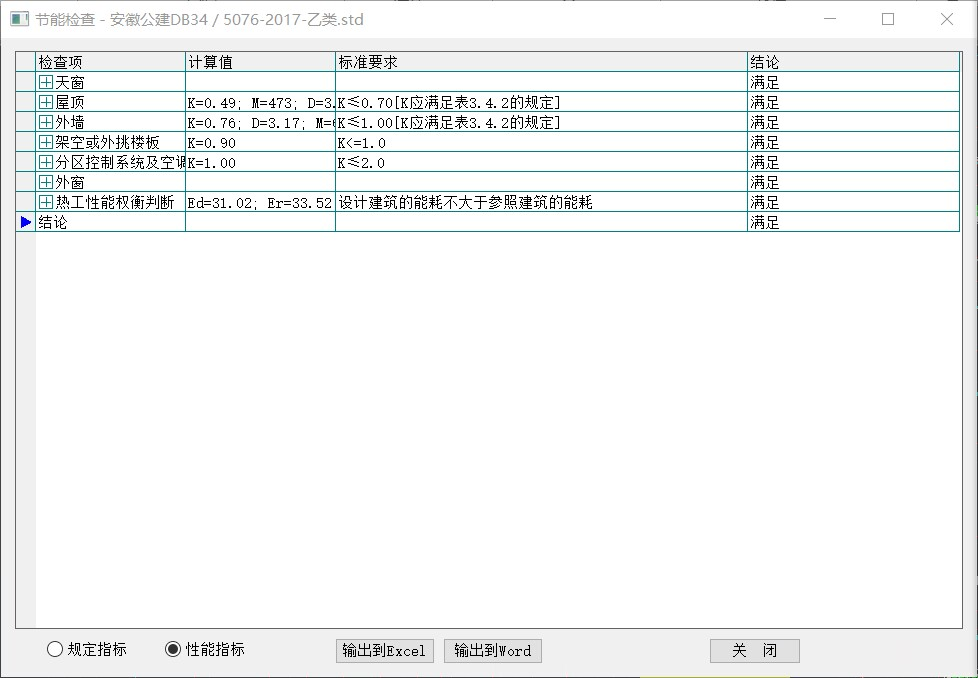 节能检查 - 安徽公建DB34 / 5076-2017-乙类.std
检查项 计算值 标准要求 结论
天窗 满足
屋顶 K=0.49; M=473; D=3. K≤0.70[K应满足表3.4.2的规定] 满足
外墙 K=0.76; D=3.17; M= K≤1.00[K应满足表3.4.2的规定] 满足
架空或外挑楼板 K=0.90 K<=1.0 满足
分区控制系统及空调 K=1.00 K≤2.0 满足
外窗 满足
热工性能权衡判断 Ed=31.02; Er=33.52 设计建筑的能耗不大于参照建筑的能耗 满足
结论 满足
规定指标 性能指标 输出到Excel 输出到Word 关 闭